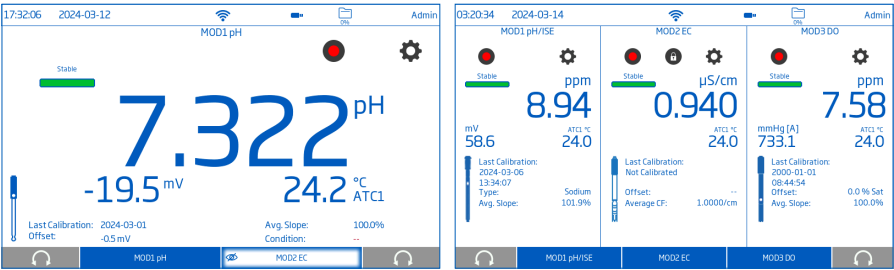 17:32:06 2024-03-12 0% Admin
MOD1 pH
Stable
7.322 pH
-19.5 mV 24.2 °C ATC1
Last Calibration: 2024-03-01 Avg. Slope: 100.0%
Offset: -0.5 mV Condition: --
MOD1 pH MOD2 EC
03:20:34 2024-03-14 0% Admin
MOD1 pH/ISE MOD2 EC MOD3 DO
Stable Stable Stable
ppm µS/cm ppm
8.94 0.940 7.58
mV ATC1 °C ATC1 °C mmHg [A] ATC1 °C
58.6 24.0 24.0 733.1 24.0
Last Calibration: Last Calibration: Last Calibration:
2024-03-06 Not Calibrated 2000-01-01
13:34:07 08:44:54
Type: Sodium Offset: -- Offset: 0.0 % Sat
Avg. Slope: 101.9% Average CF: 1.0000/cm Avg. Slope: 100.0%
MOD1 pH/ISE MOD2 EC MOD3 DO